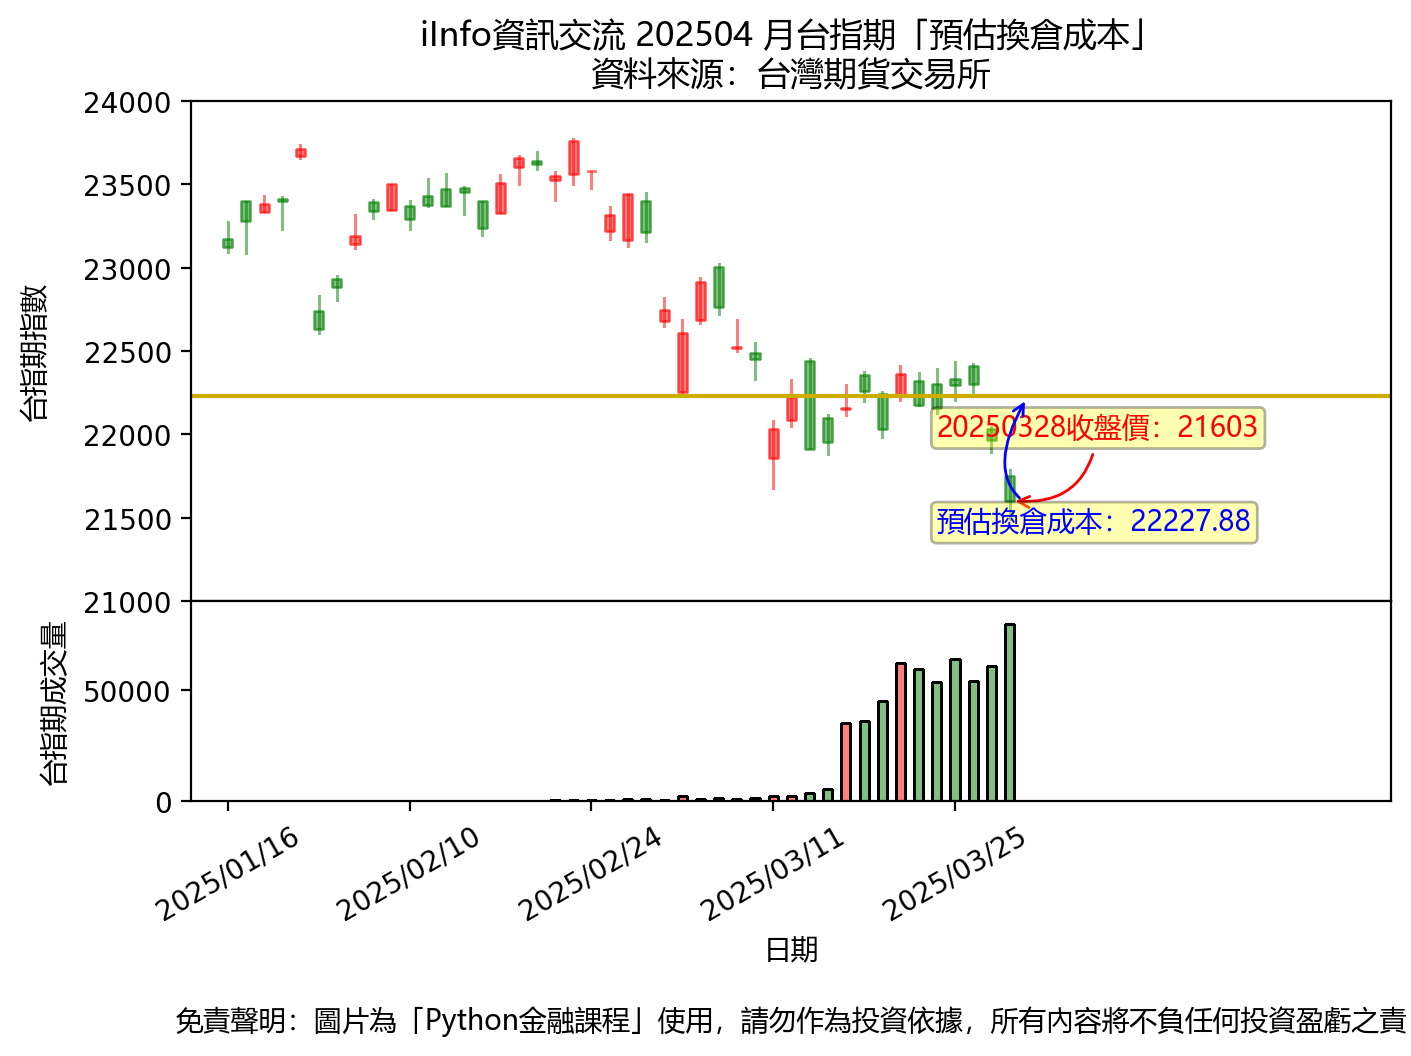 iInfo資訊交流 202504 月台指期「預估換倉成本」
資料來源：台灣期貨交易所
24000
23500
23000
22500
22000
21500
21000
台指期指數
20250328收盤價：21603
預估換倉成本：22227.88
50000
0
台指期成交量
2025/01/16
2025/02/10
2025/02/24
2025/03/11
2025/03/25
日期
免責聲明：圖片為「Python金融課程」使用，請勿作為投資依據，所有內容將不負任何投資盈虧之責